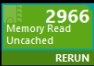 2966
Memory Read
Uncached
RERUN